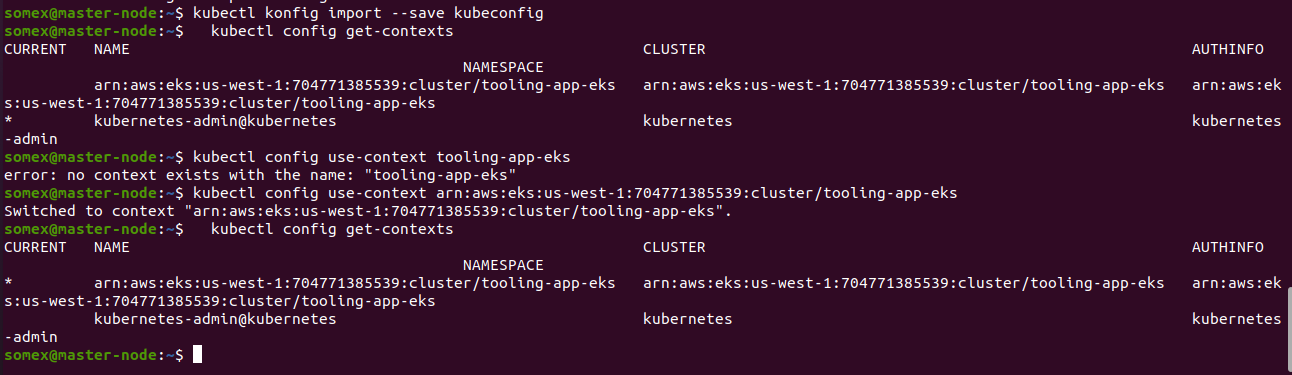 somex@master-node:~$ kubectl konfig import --save kubeconfig
somex@master-node:~$   kubectl config get-contexts
CURRENT   NAME                                                         CLUSTER                                                      AUTHINFO
                                                   NAMESPACE
          arn:aws:eks:us-west-1:704771385539:cluster/tooling-app-eks   arn:aws:eks:us-west-1:704771385539:cluster/tooling-app-eks   arn:aws:ek
s:us-west-1:704771385539:cluster/tooling-app-eks
*         kubernetes-admin@kubernetes                                  kubernetes                                                   kubernetes
-admin
somex@master-node:~$ kubectl config use-context tooling-app-eks
error: no context exists with the name: "tooling-app-eks"
somex@master-node:~$ kubectl config use-context arn:aws:eks:us-west-1:704771385539:cluster/tooling-app-eks
Switched to context "arn:aws:eks:us-west-1:704771385539:cluster/tooling-app-eks".
somex@master-node:~$   kubectl config get-contexts
CURRENT   NAME                                                         CLUSTER                                                      AUTHINFO
                                                   NAMESPACE
*         arn:aws:eks:us-west-1:704771385539:cluster/tooling-app-eks   arn:aws:eks:us-west-1:704771385539:cluster/tooling-app-eks   arn:aws:ek
s:us-west-1:704771385539:cluster/tooling-app-eks
          kubernetes-admin@kubernetes                                  kubernetes                                                   kubernetes
-admin
somex@master-node:~$